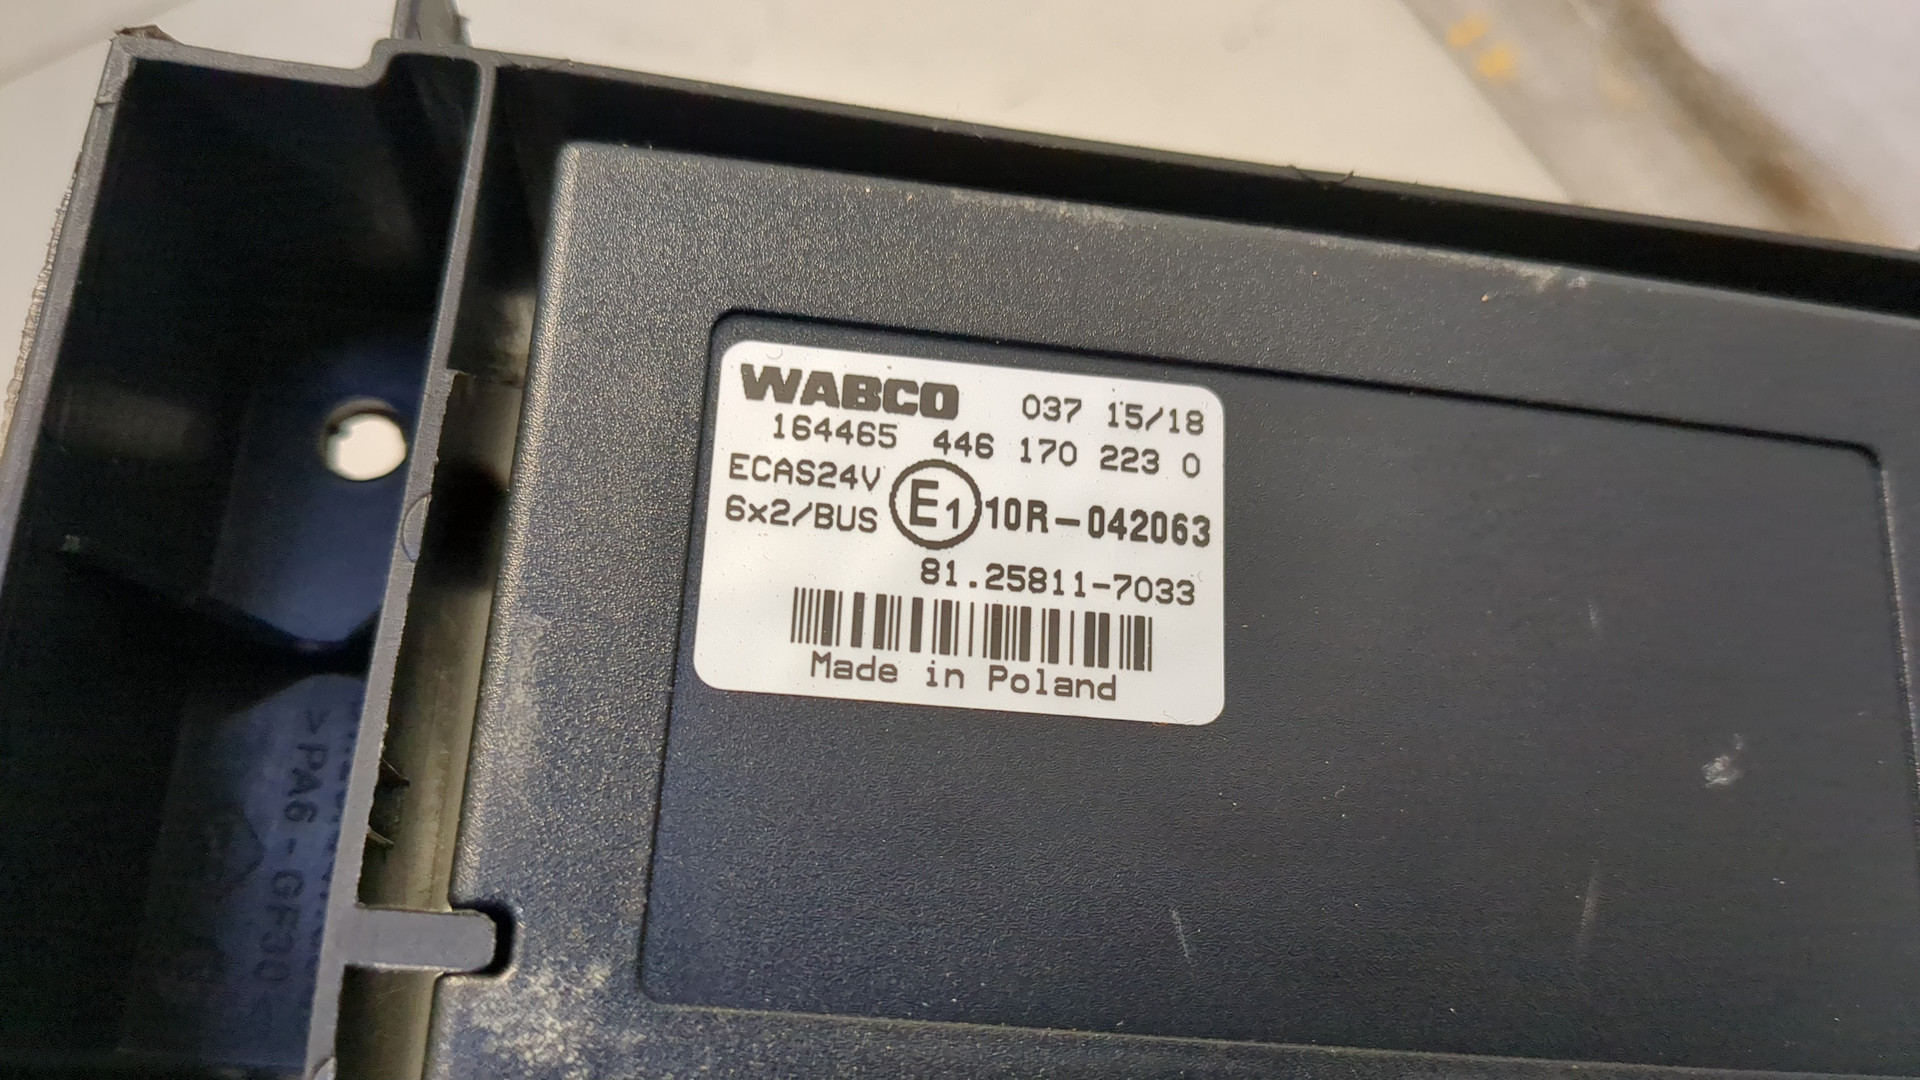 WABCO 037 15/18
164465 446 170 223 0
ECAS24V
6x2/BUS E1 10R-042063
81.25811-7033
Made in Poland
>PA6-GF30<